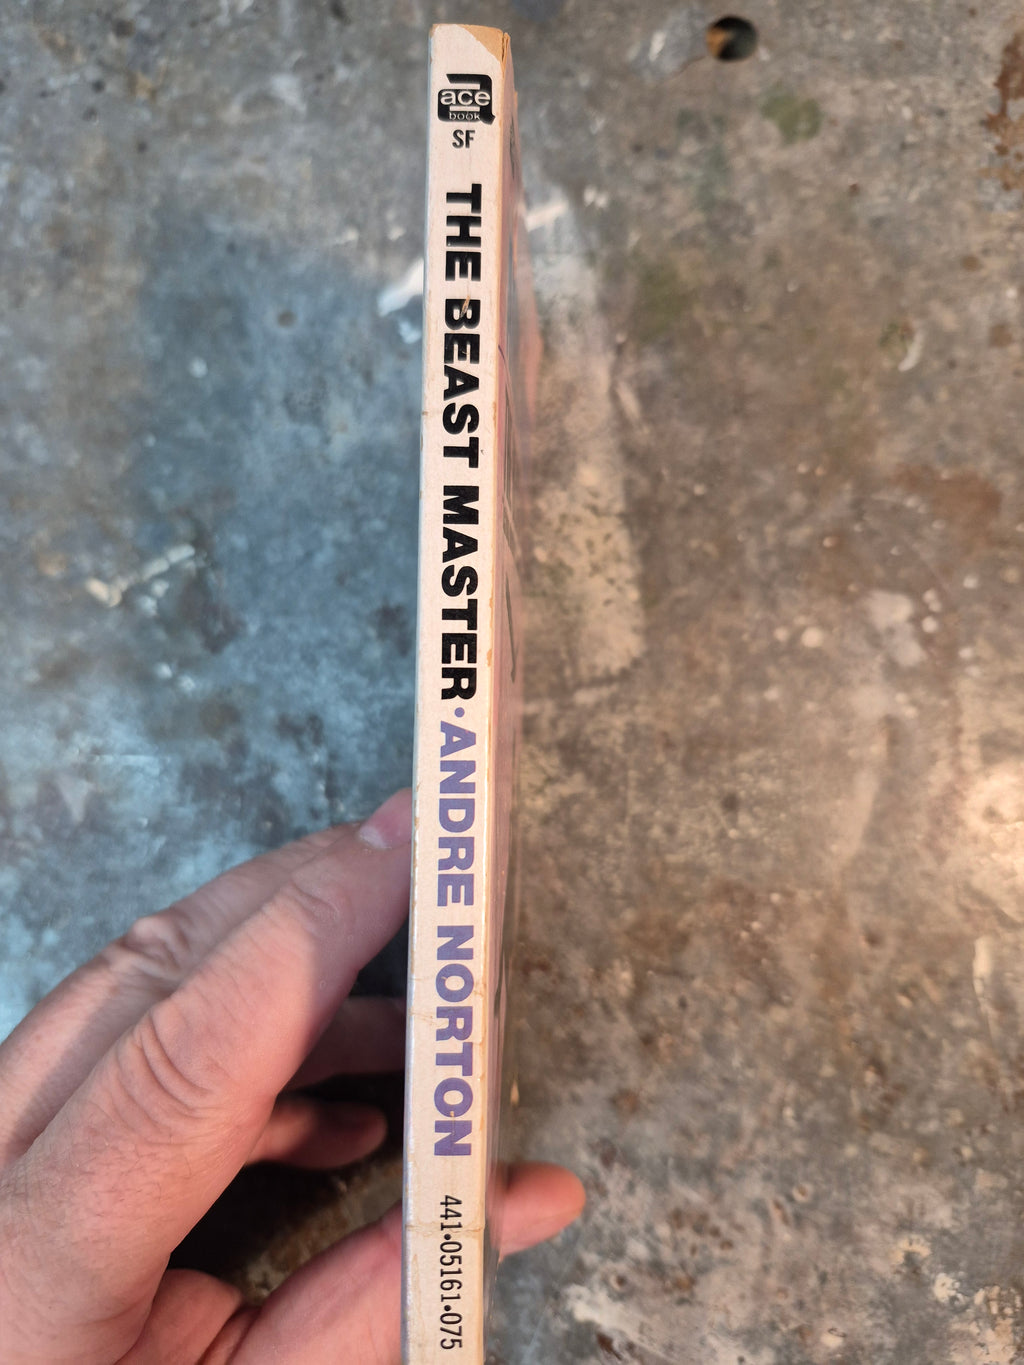 ace
book
SF
THE BEAST MASTER • ANDRE NORTON
441•05161•075